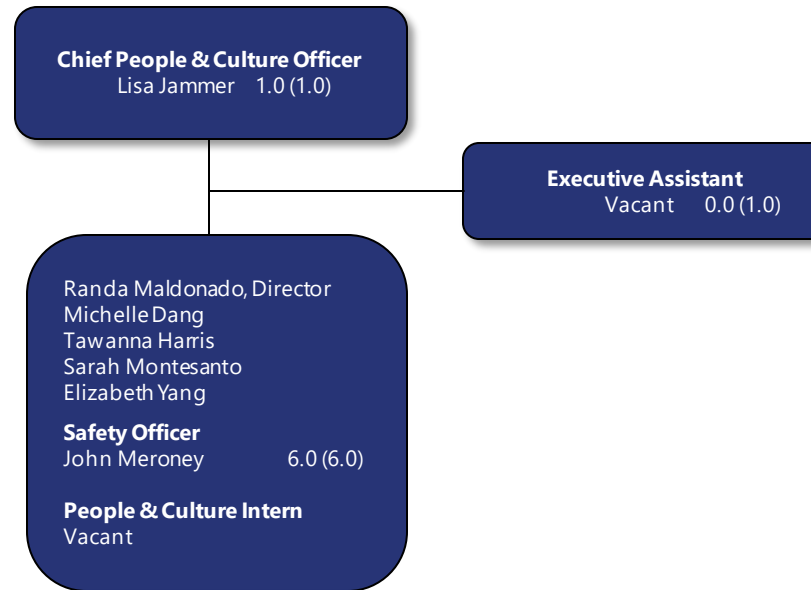 Chief People & Culture Officer
Lisa Jammer 1.0 (1.0)
Executive Assistant
Vacant 0.0 (1.0)
Randa Maldonado, Director
Michelle Dang
Tawanna Harris
Sarah Montesanto
Elizabeth Yang
Safety Officer
John Meroney 6.0 (6.0)
People & Culture Intern
Vacant